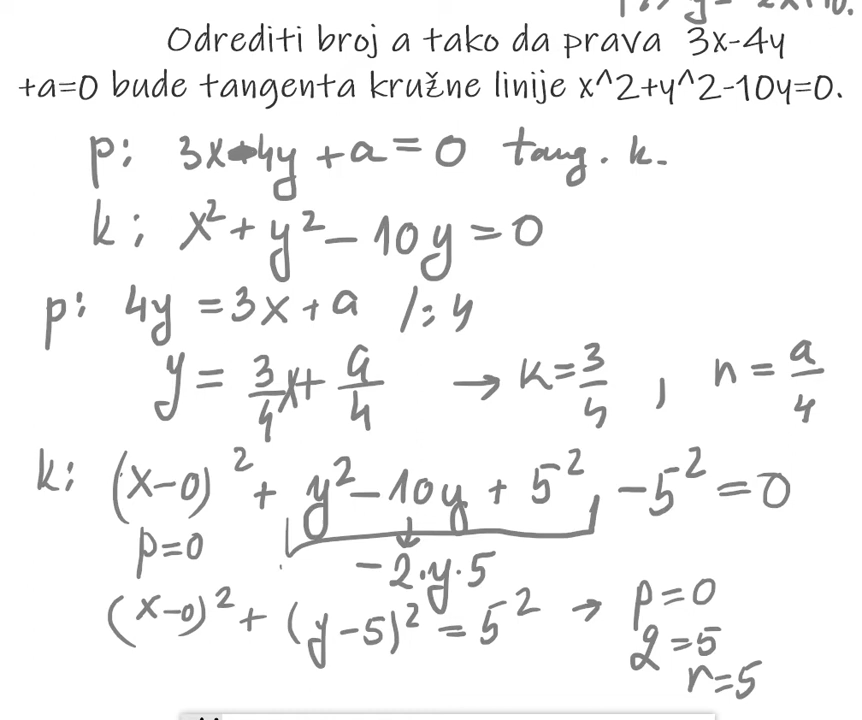 Odrediti broj a tako da prava 3x-4y
+a=0 bude tangenta kružne linije x^2+y^2-10y=0.
p: 3x-4y+a=0 tang. k.
k: x²+y²-10y=0
p: 4y=3x+a /:4
y=3/4x+a/4 → k=3/4, n=a/4
k: (x-0)²+y²-10y+5²-5²=0
p=0
-2·y·5
(x-0)²+(y-5)²=5² → p=0
q=5
r=5